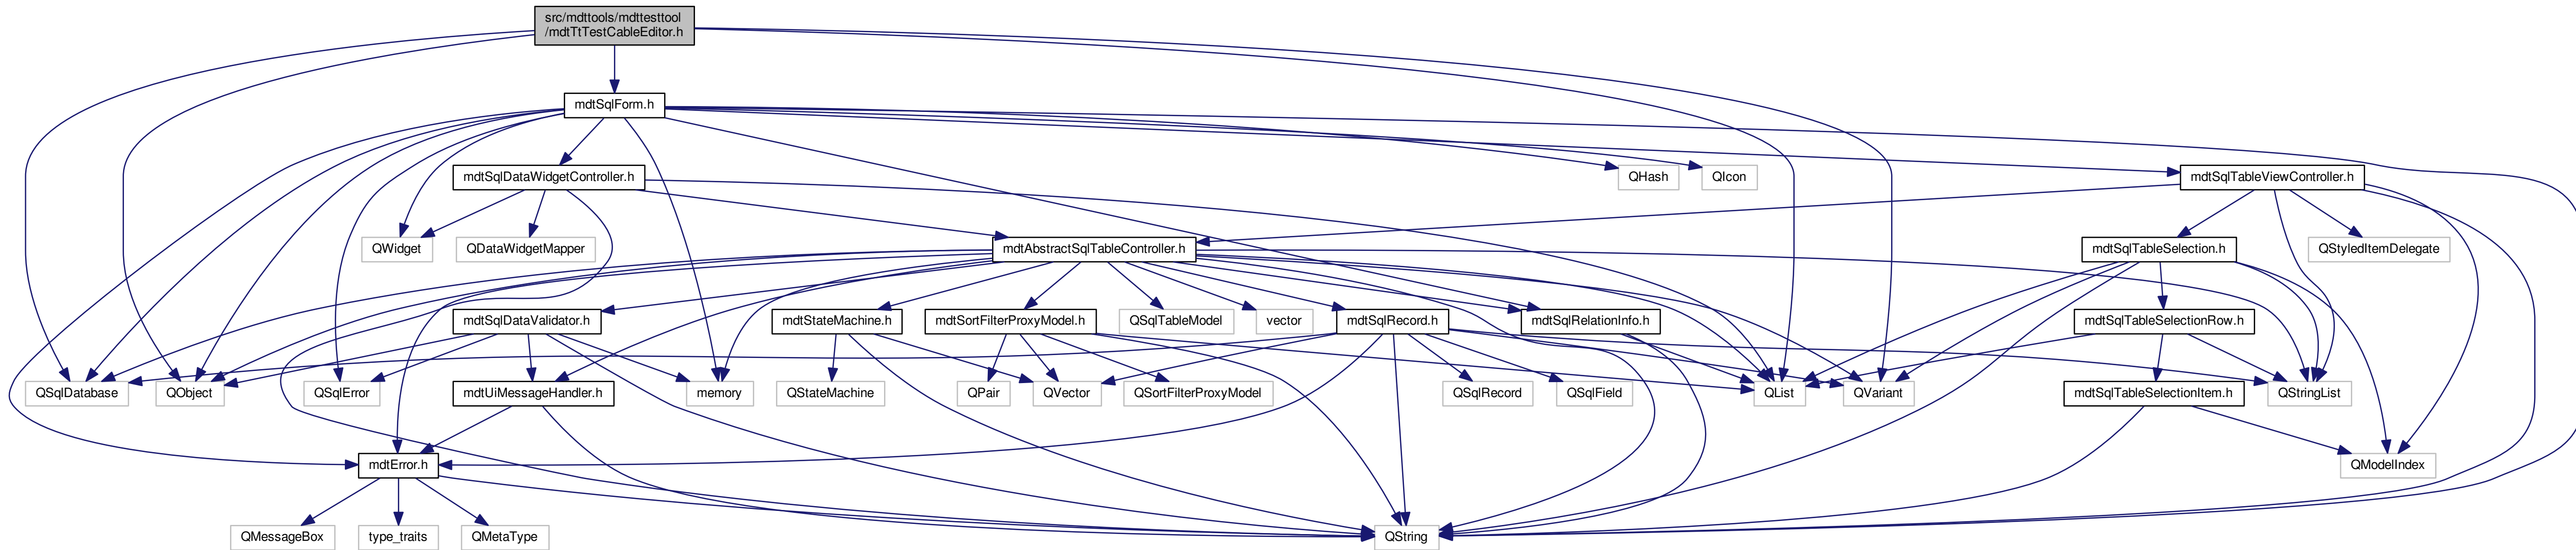 src/mdttools/mdttesttool
/mdtTtTestCableEditor.h
mdtSqlForm.h
mdtSqlDataWidgetController.h
QHash
QIcon
mdtSqlTableViewController.h
QWidget
QDataWidgetMapper
mdtAbstractSqlTableController.h
mdtSqlTableSelection.h
QStyledItemDelegate
mdtSqlDataValidator.h
mdtStateMachine.h
mdtSortFilterProxyModel.h
QSqlTableModel
vector
mdtSqlRecord.h
mdtSqlRelationInfo.h
mdtSqlTableSelectionRow.h
QSqlDatabase
QObject
QSqlError
mdtUiMessageHandler.h
memory
QStateMachine
QPair
QVector
QSortFilterProxyModel
QSqlRecord
QSqlField
QList
QVariant
mdtSqlTableSelectionItem.h
QStringList
mdtError.h
QModelIndex
QMessageBox
type_traits
QMetaType
QString